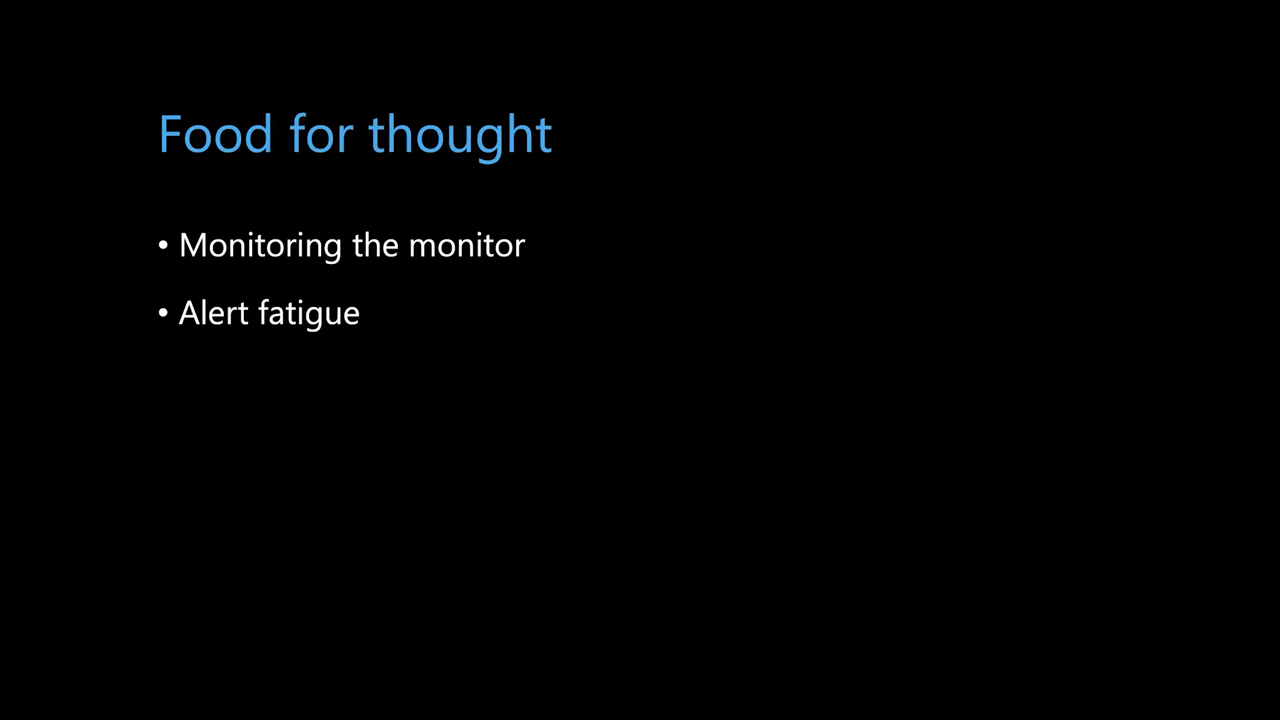 Food for thought
• Monitoring the monitor
• Alert fatigue